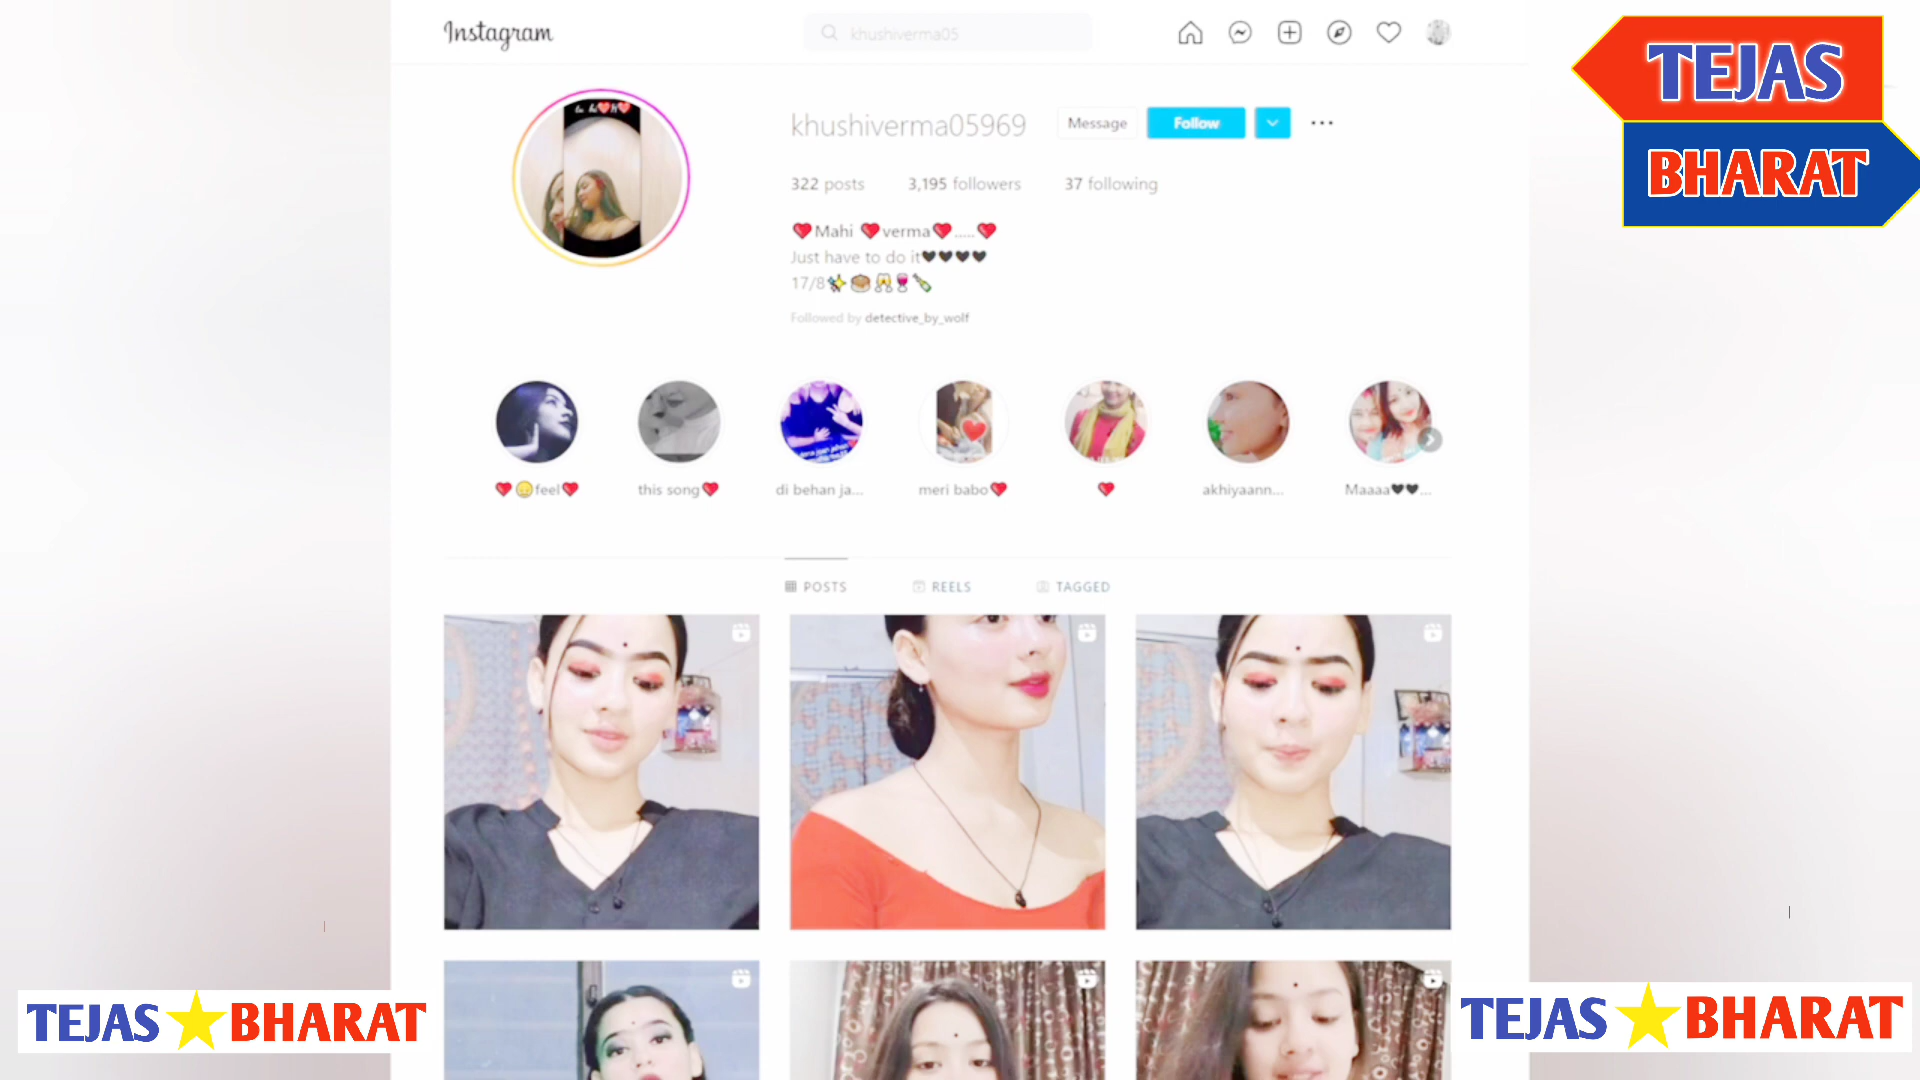 Instagram
khushiverma05
TEJAS
BHARAT
khushiverma05969
Message
Follow
322 posts
3,195 followers
37 following
❤Mahi ❤verma❤.....❤
Just have to do it🖤🖤🖤🖤
17/8✨🎂🥂🍷🍾
Followed by detective_by_wolf
❤😞feel❤
this song❤
di behan ja...
meri babo❤
❤
akhiyaann...
Maaaa🖤🖤...
POSTS
REELS
TAGGED
TEJAS BHARAT
TEJAS BHARAT